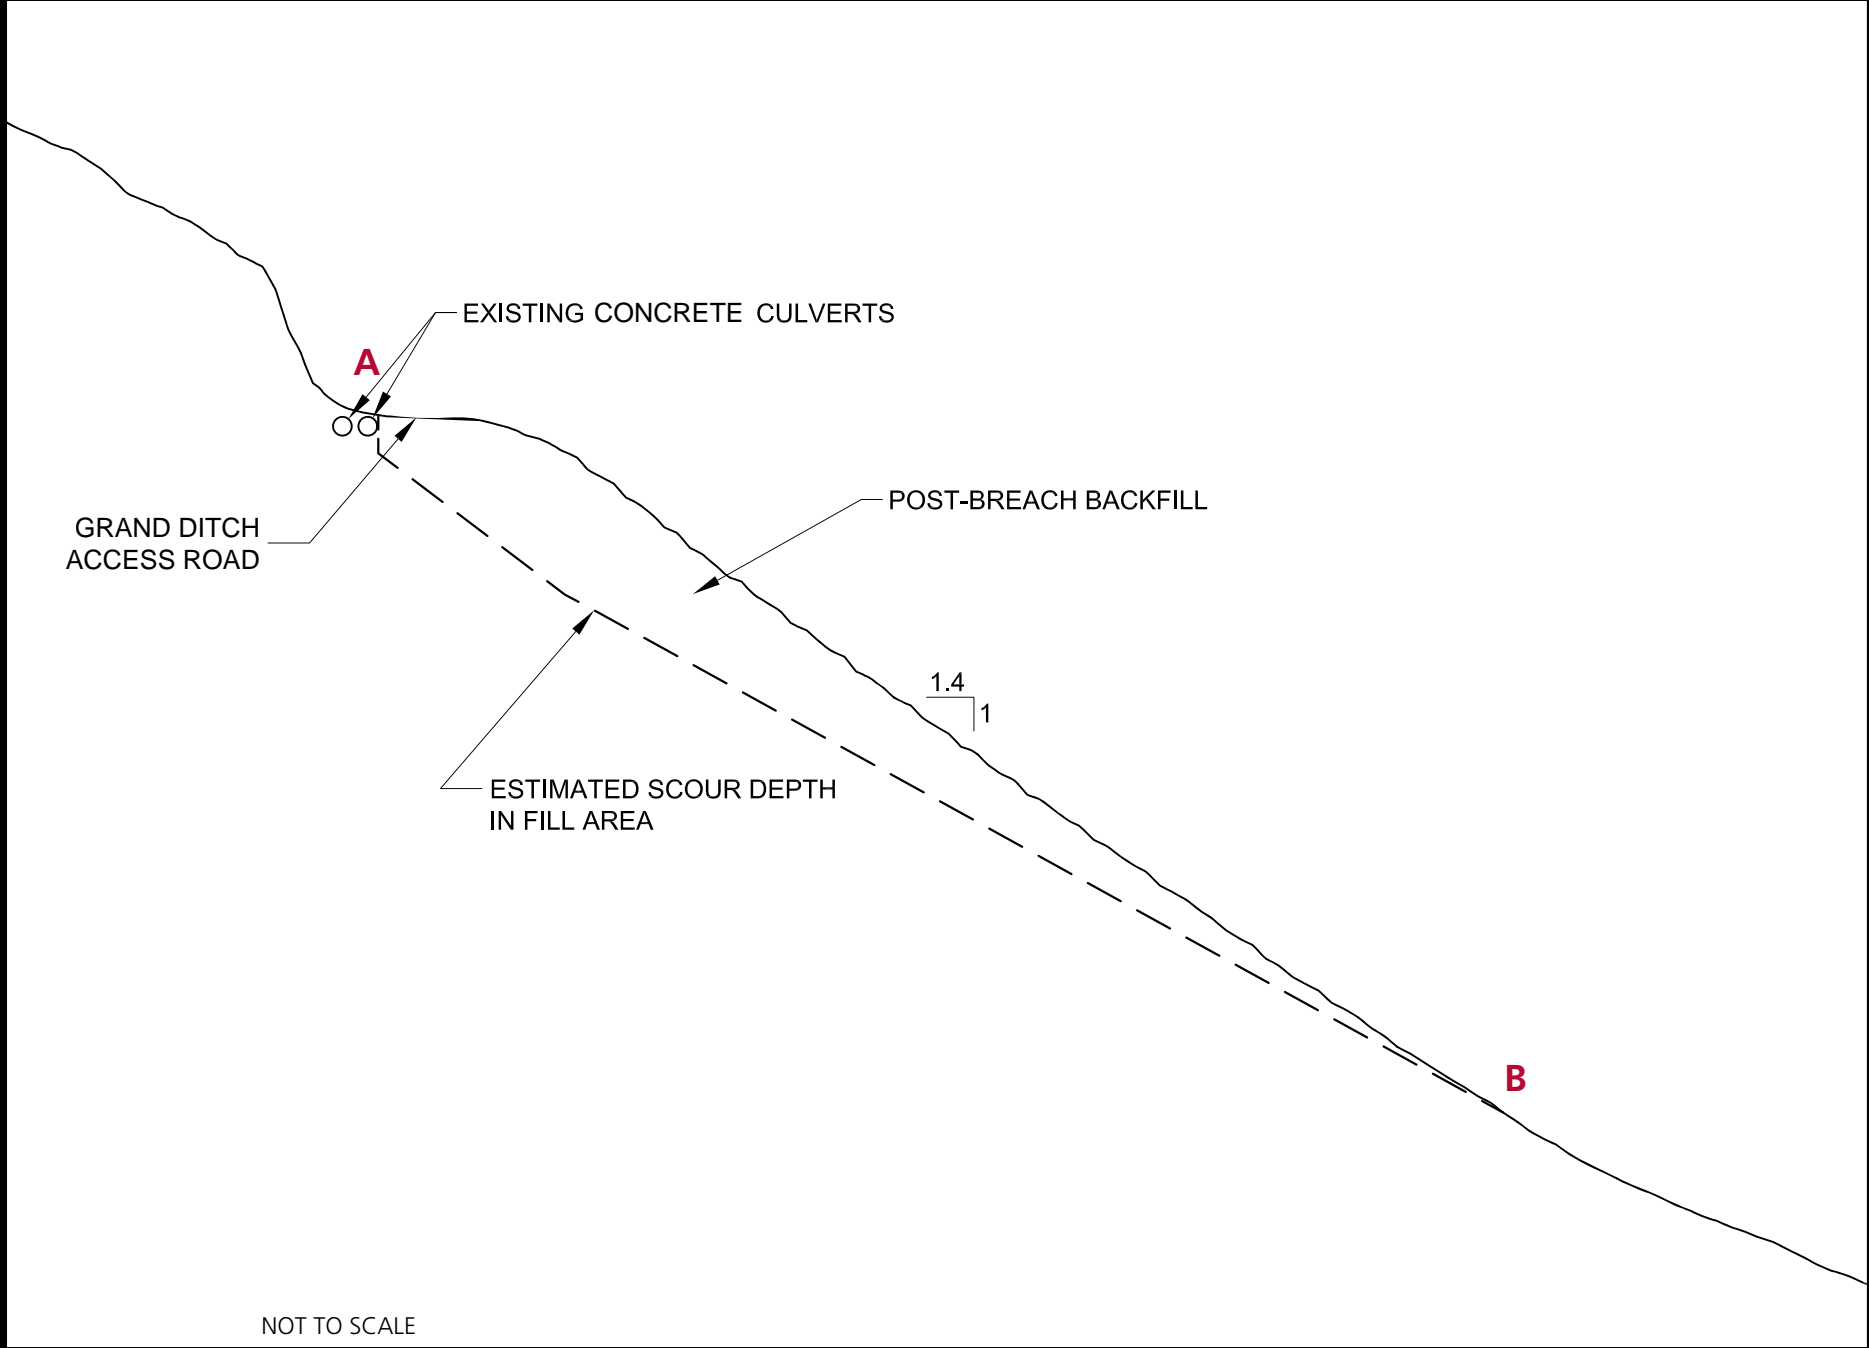 EXISTING CONCRETE CULVERTS
A
POST-BREACH BACKFILL
GRAND DITCH
ACCESS ROAD
1.4
1
ESTIMATED SCOUR DEPTH
IN FILL AREA
B
NOT TO SCALE